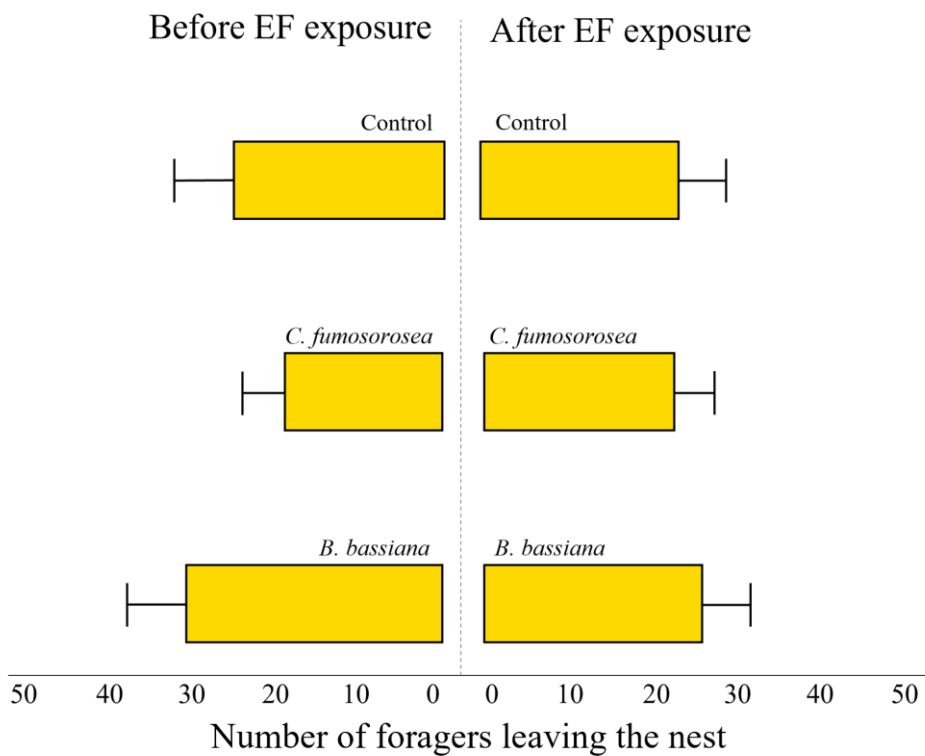 Before EF exposure
After EF exposure
Control
Control
C. fumosorosea
C. fumosorosea
B. bassiana
B. bassiana
50 40 30 20 10 0 0 10 20 30 40 50
Number of foragers leaving the nest